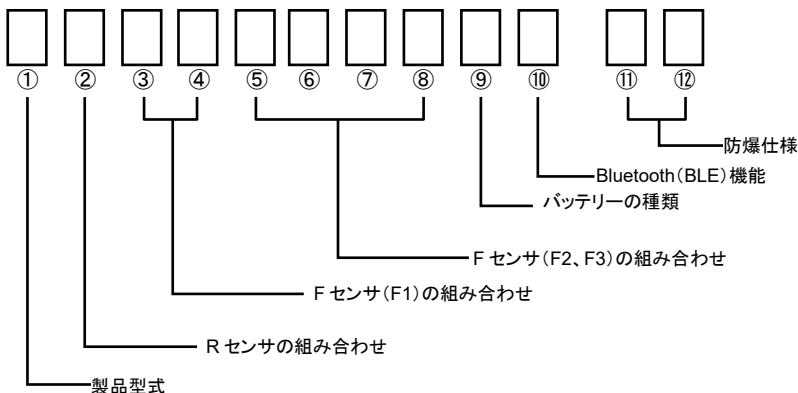 ① ② ③ ④ ⑤ ⑥ ⑦ ⑧ ⑨ ⑩ ⑪ ⑫
防爆仕様
Bluetooth(BLE)機能
バッテリーの種類
F センサ(F2、F3)の組み合わせ
F センサ(F1)の組み合わせ
R センサの組み合わせ
製品型式